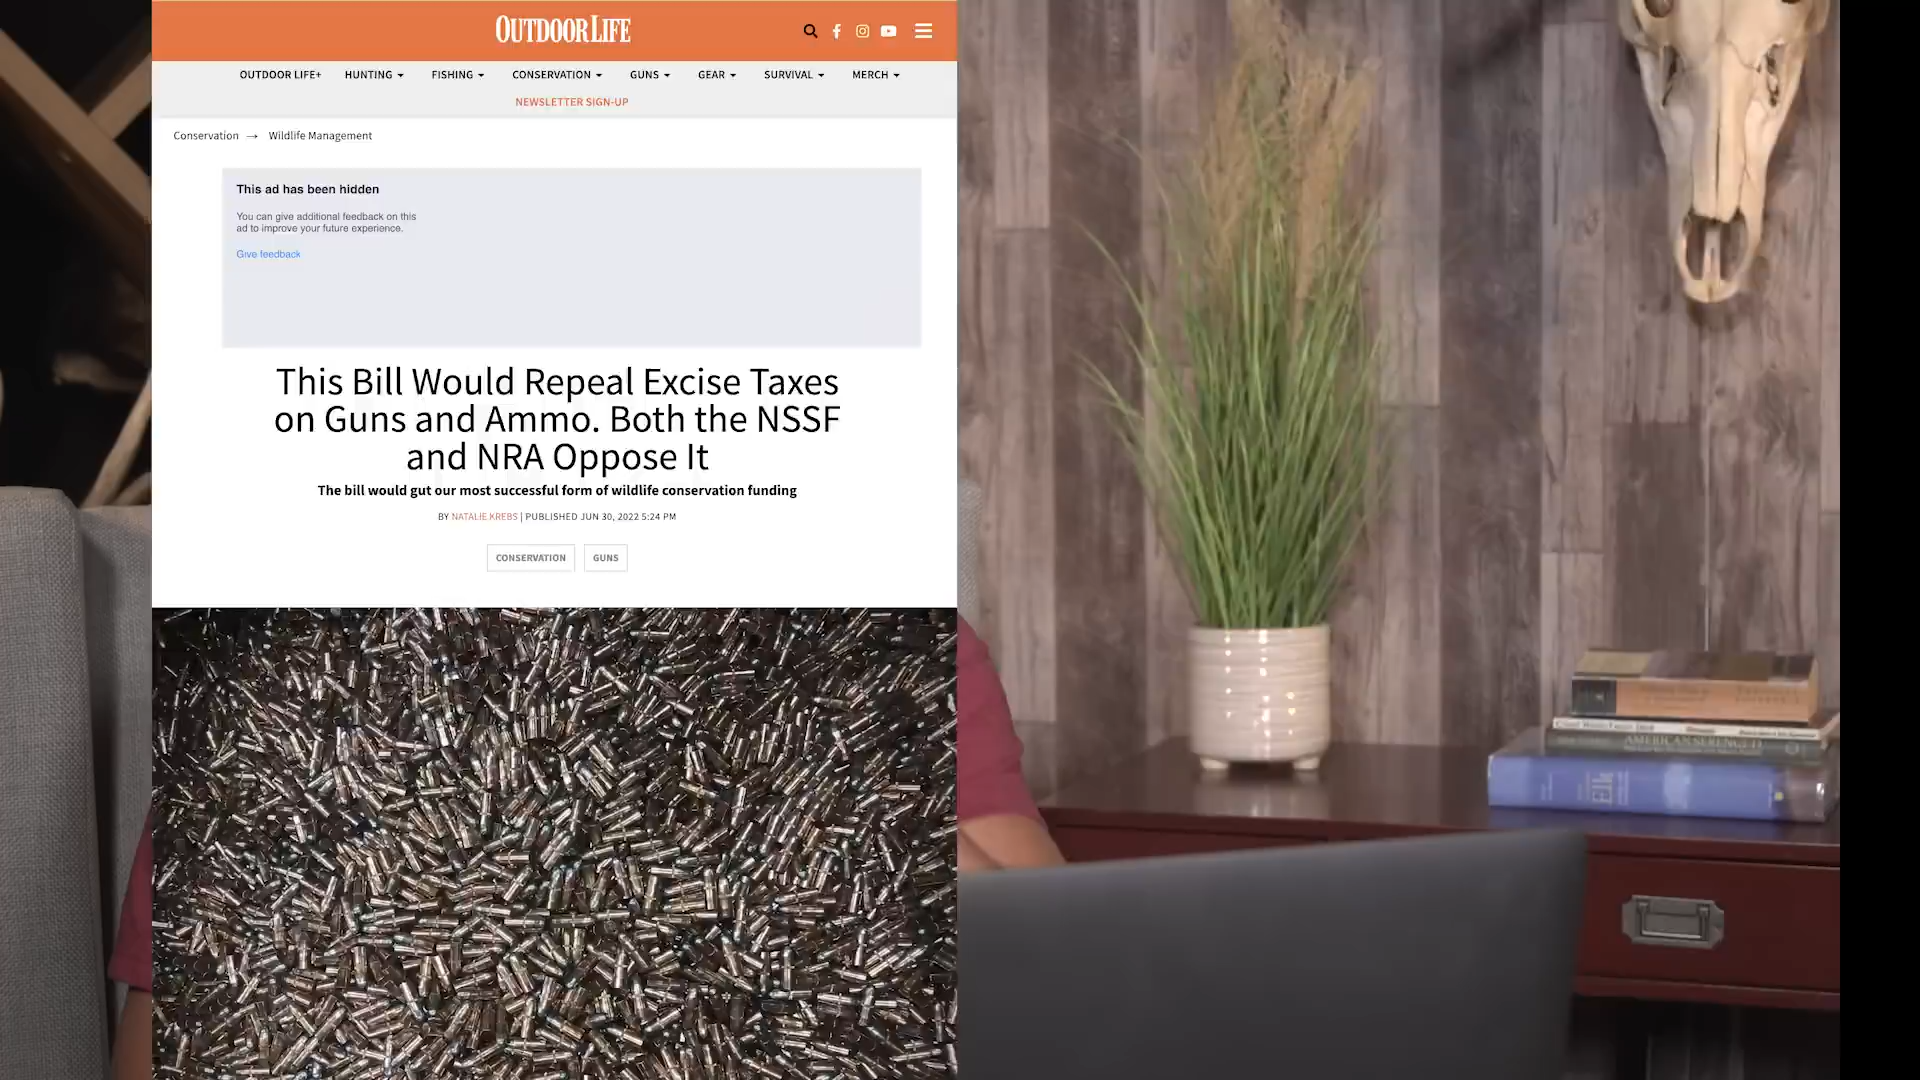 OUTDOOR LIFE
OUTDOOR LIFE+ HUNTING FISHING CONSERVATION GUNS GEAR SURVIVAL MERCH
NEWSLETTER SIGN-UP
Conservation → Wildlife Management
This ad has been hidden
You can give additional feedback on this
ad to improve your future experience.
Give feedback
This Bill Would Repeal Excise Taxes
on Guns and Ammo. Both the NSSF
and NRA Oppose It
The bill would gut our most successful form of wildlife conservation funding
BY NATALIE KREBS | PUBLISHED JUN 30, 2022 5:24 PM
CONSERVATION GUNS
AMERICAN SERENGETI
Elk